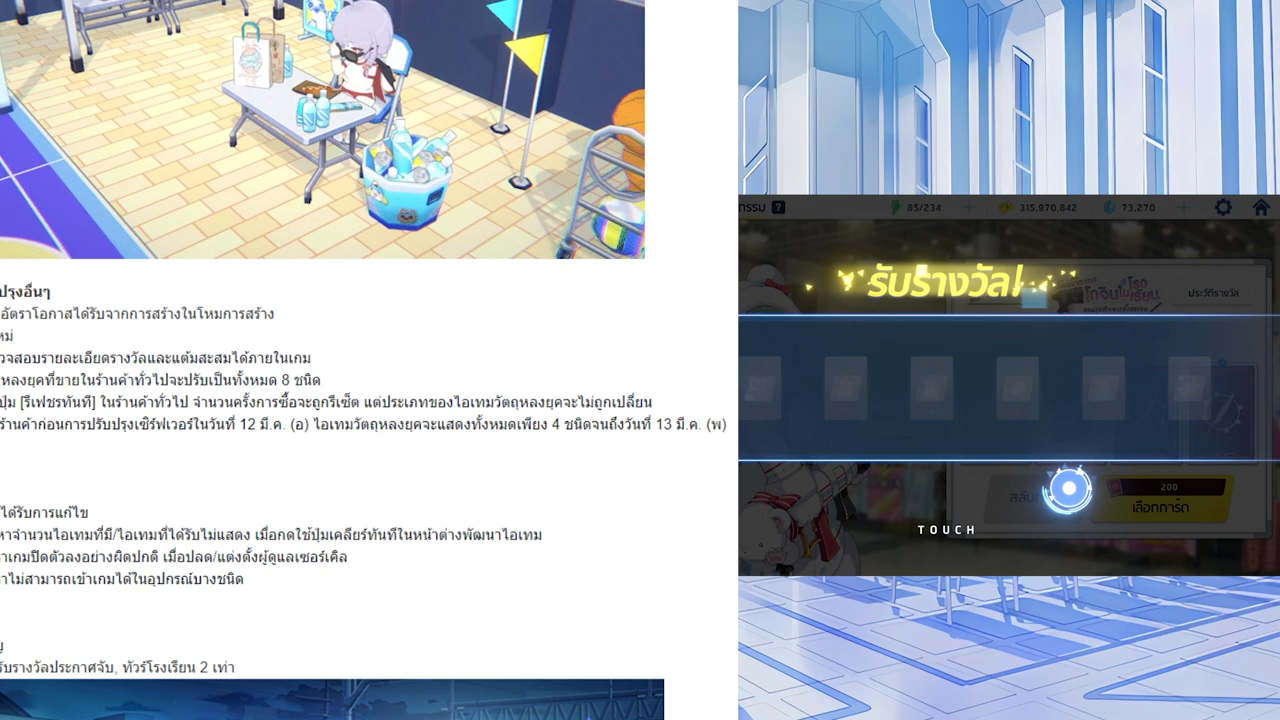 ปรุงอื่นๆ
อัตราโอกาสได้รับจากการสร้างในโหมการสร้าง
หม่
วจสอบรายละเอียดรางวัลและแต้มสะสมได้ภายในเกม
หลงยุคที่ขายในร้านค้าทั่วไปจะปรับเป็นทั้งหมด 8 ชนิด
ปุ่ม [รีเฟชรทันที] ในร้านค้าทั่วไป จำนวนครั้งการซื้อจะถูกรีเซ็ต แต่ประเภทของไอเทมวัตถุหลงยุคจะไม่ถูกเปลี่ยน
ร้านค้าก่อนการปรับปรุงเซิร์ฟเวอร์ในวันที่ 12 มี.ค. (อ) ไอเทมวัตถุหลงยุคจะแสดงทั้งหมดเพียง 4 ชนิดจนถึงวันที่ 13 มี.ค. (พ)
ได้รับการแก้ไข
หาจำนวนไอเทมที่มี/ไอเทมที่ได้รับไม่แสดง เมื่อกดใช้ปุ่มเคลียร์ทันทีในหน้าต่างพัฒนาไอเทม
าเกมปิดตัวลงอย่างผิดปกติ เมื่อปลด/แต่งตั้งผู้ดูแลเซอร์เคิล
าไม่สามารถเข้าเกมได้ในอุปกรณ์บางชนิด
ญ
รับรางวัลประกาศจับ, ทัวร์โรงเรียน 2 เท่า
กรรม ?
85/234
315,970,842
73,270
รับรางวัล!
ประวัติรางวัล
200
เลือกการ์ด
TOUCH